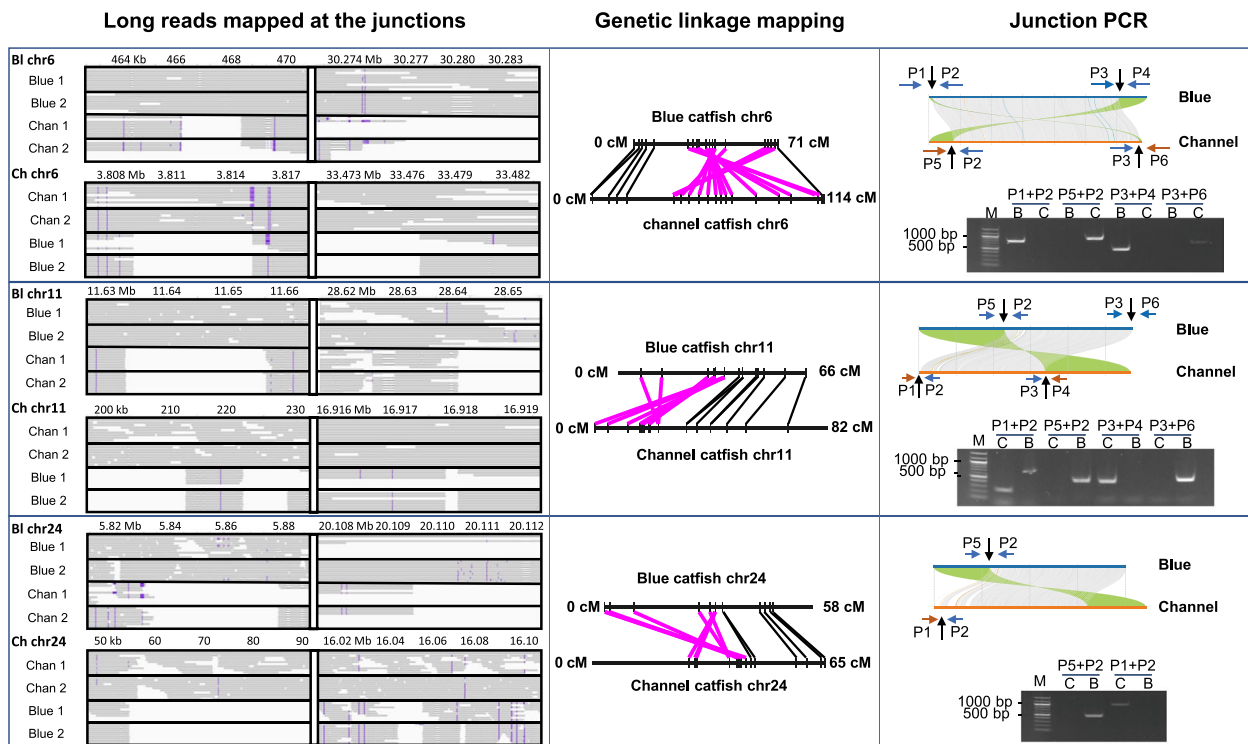 Long reads mapped at the junctions
Genetic linkage mapping
Junction PCR
Bl chr6
464 Kb 466 468 470 30.274 Mb 30.277 30.280 30.283
Blue 1
Blue 2
Chan 1
Chan 2
Ch chr6
3.808 Mb 3.811 3.814 3.817 33.473 Mb 33.476 33.479 33.482
Chan 1
Chan 2
Blue 1
Blue 2
Blue catfish chr6
0 cM 71 cM
0 cM 114 cM
channel catfish chr6
P1 P2 P3 P4
Blue
Channel
P5 P2 P3 P6
P1+P2 P5+P2 P3+P4 P3+P6
M B C B C B C B C
1000 bp
500 bp
Bl chr11
11.63 Mb 11.64 11.65 11.66 28.62 Mb 28.63 28.64 28.65
Blue 1
Blue 2
Chan 1
Chan 2
Ch chr11
200 kb 210 220 230 16.916 Mb 16.917 16.918 16.919
Chan 1
Chan 2
Blue 1
Blue 2
Blue catfish chr11
0 cM 66 cM
0 cM 82 cM
Channel catfish chr11
P5 P2 P3 P6
Blue
Channel
P1 P2 P3 P4
P1+P2 P5+P2 P3+P4 P3+P6
M C B C B C B C B
1000 bp
500 bp
Bl chr24
5.82 Mb 5.84 5.86 5.88 20.108 Mb 20.109 20.110 20.111 20.112
Blue 1
Blue 2
Chan 1
Chan 2
Ch chr24
50 kb 60 70 80 90 16.02 Mb 16.04 16.06 16.08 16.10
Chan 1
Chan 2
Blue 1
Blue 2
Blue catfish chr24
0 cM 58 cM
0 cM 65 cM
Channel catfish chr24
P5 P2
Blue
Channel
P1 P2
P5+P2 P1+P2
M C B C B
1000 bp
500 bp